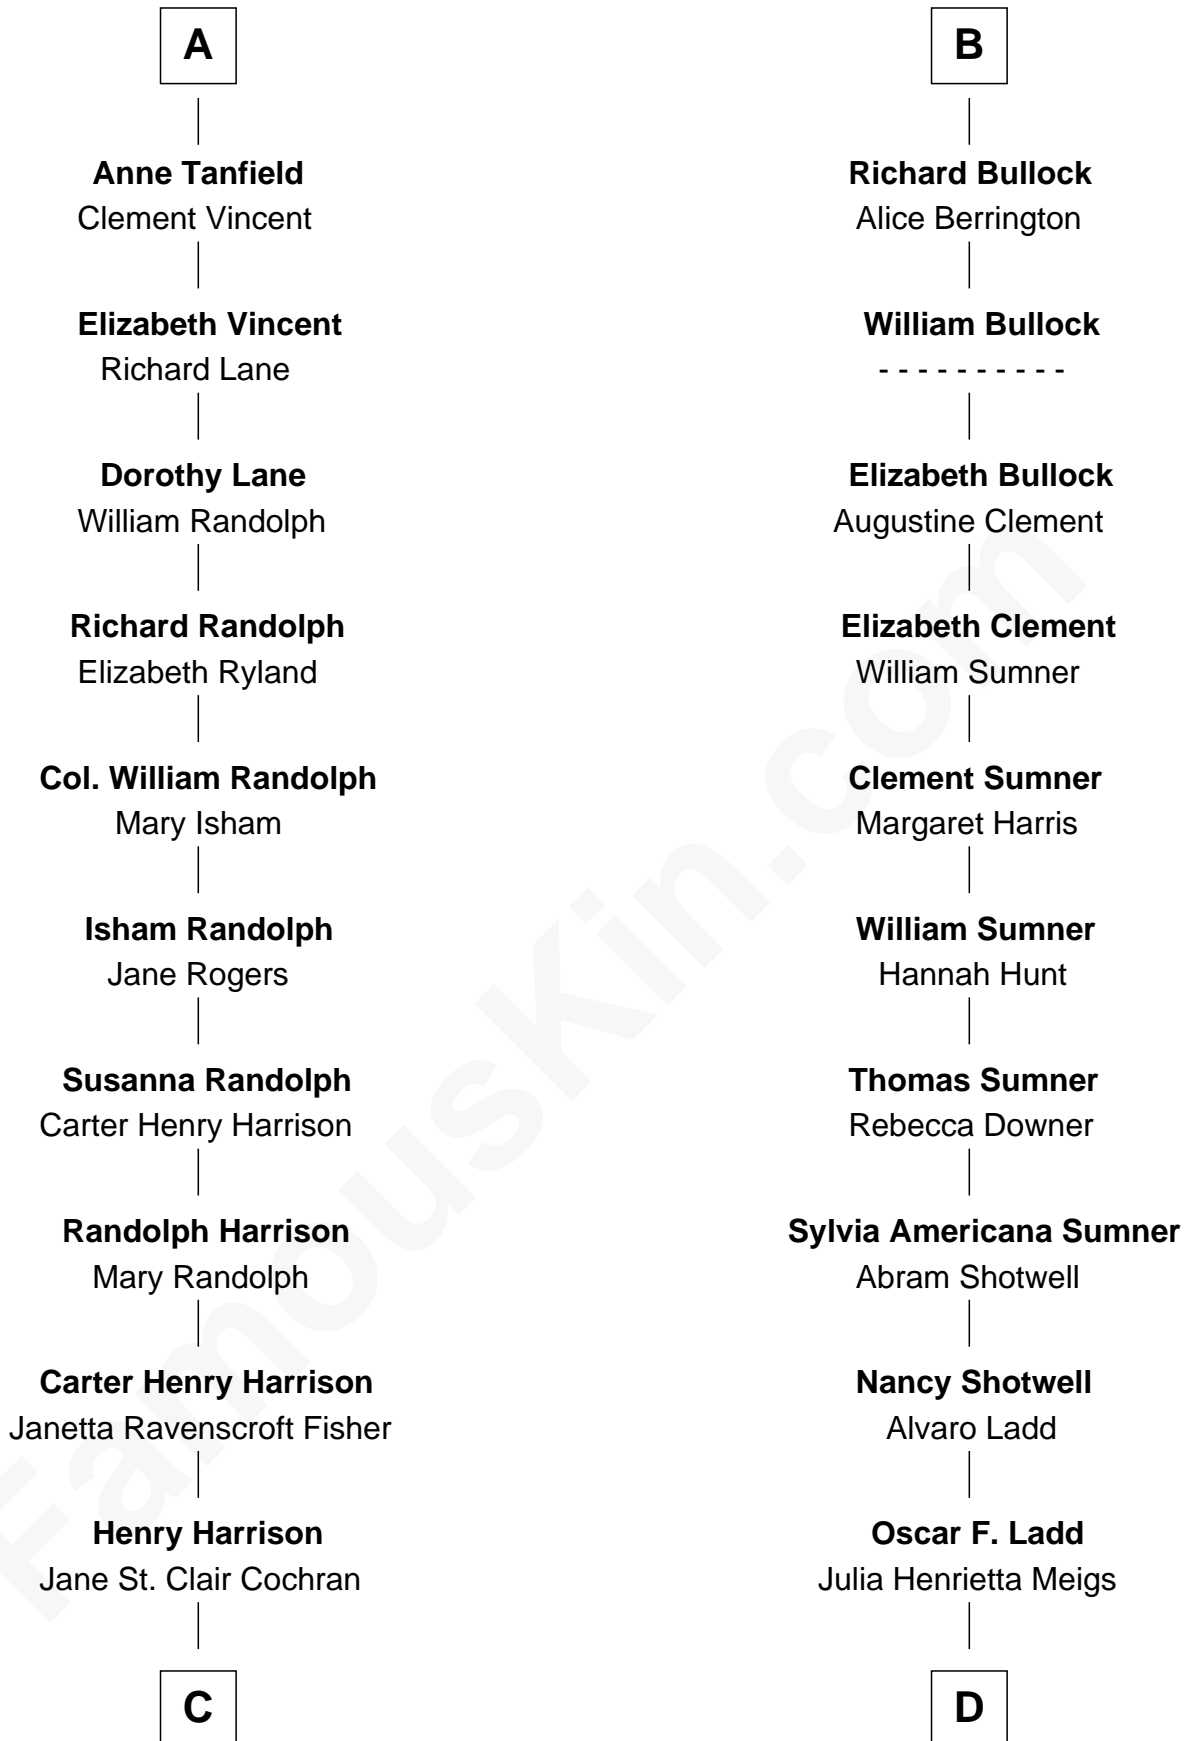 A
Anne Tanfield
Clement Vincent
Elizabeth Vincent
Richard Lane
Dorothy Lane
William Randolph
Richard Randolph
Elizabeth Ryland
Col. William Randolph
Mary Isham
Isham Randolph
Jane Rogers
Susanna Randolph
Carter Henry Harrison
Randolph Harrison
Mary Randolph
Carter Henry Harrison
Janetta Ravenscroft Fisher
Henry Harrison
Jane St. Clair Cochran
C
B
Richard Bullock
Alice Berrington
William Bullock
- - - - - - - - - -
Elizabeth Bullock
Augustine Clement
Elizabeth Clement
William Sumner
Clement Sumner
Margaret Harris
William Sumner
Hannah Hunt
Thomas Sumner
Rebecca Downer
Sylvia Americana Sumner
Abram Shotwell
Nancy Shotwell
Alvaro Ladd
Oscar F. Ladd
Julia Henrietta Meigs
D
FamousKin.com